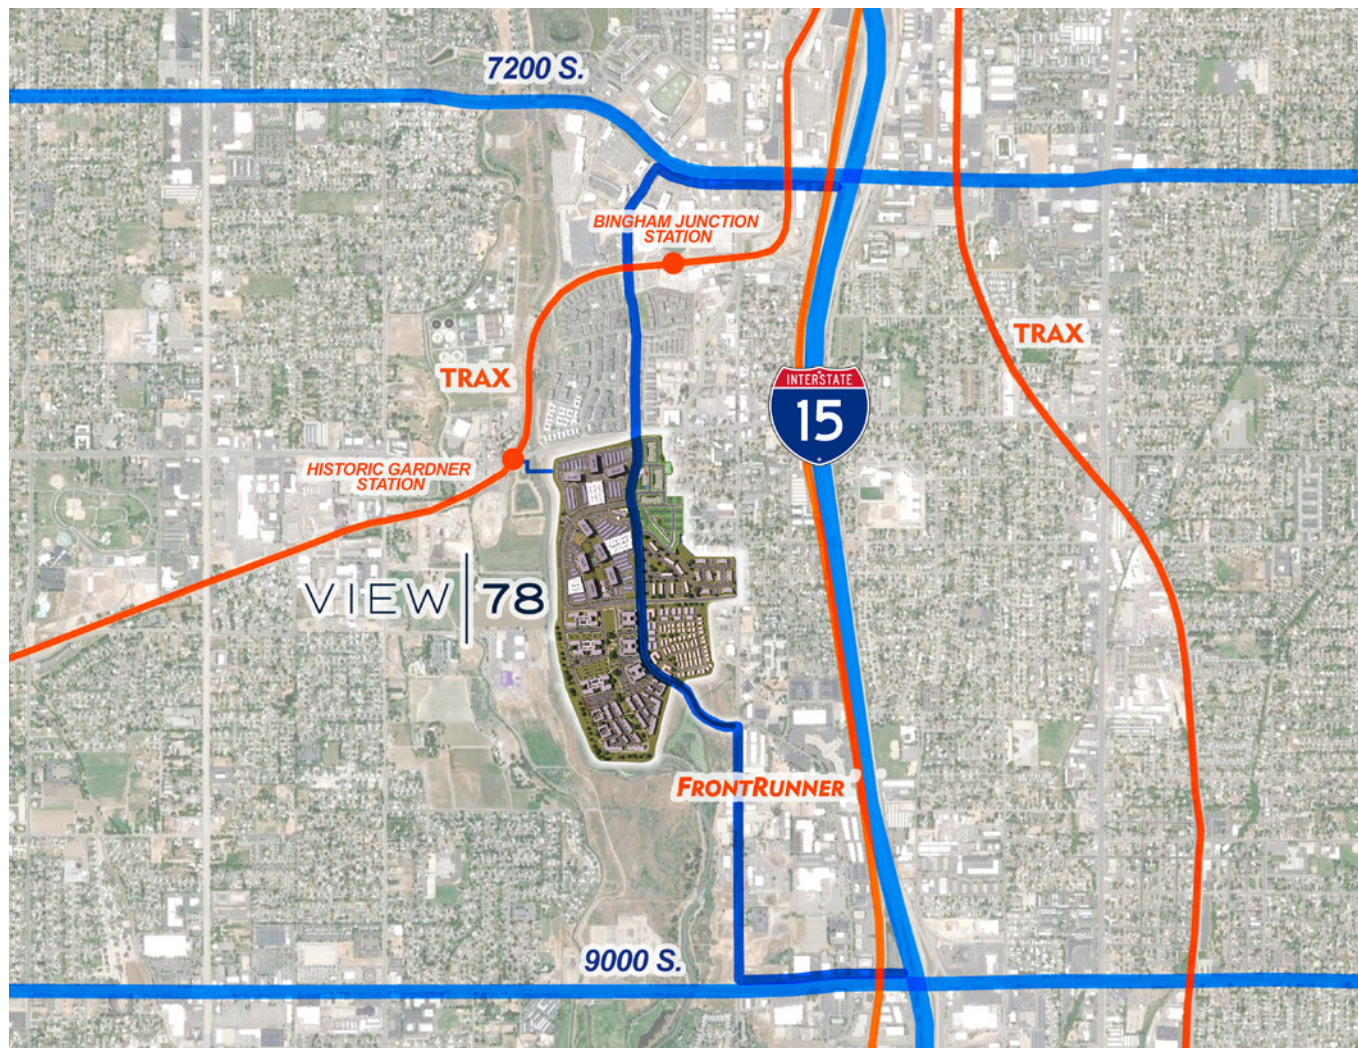 7200 S.
BINGHAM JUNCTION
STATION
TRAX
INTERSTATE
15
TRAX
HISTORIC GARDNER
STATION
VIEW|78
FRONTRUNNER
9000 S.